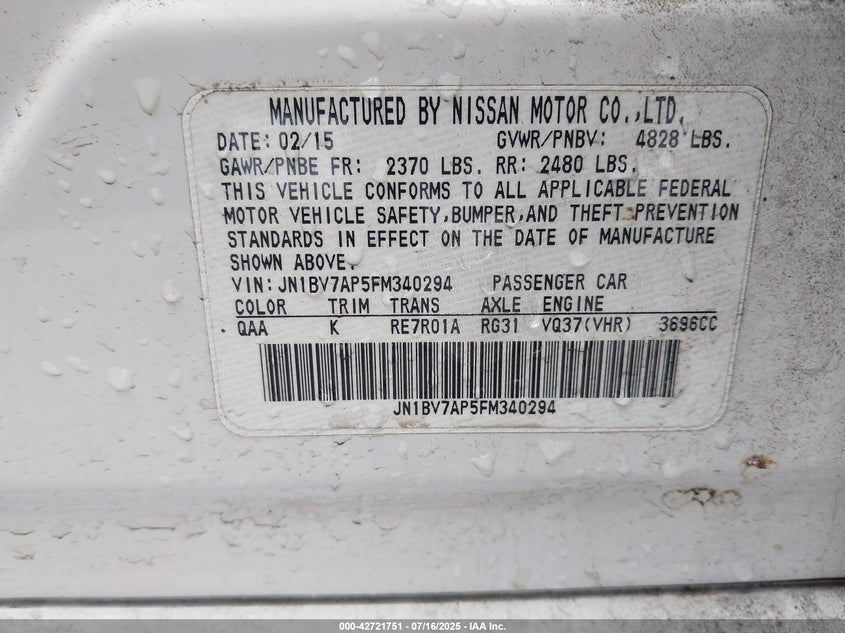 MANUFACTURED BY NISSAN MOTOR CO.,LTD.
DATE: 02/15 GVWR/PNBV: 4828 LBS.
GAWR/PNBE FR: 2370 LBS. RR: 2480 LBS.
THIS VEHICLE CONFORMS TO ALL APPLICABLE FEDERAL
MOTOR VEHICLE SAFETY,BUMPER,AND THEFT PREVENTION
STANDARDS IN EFFECT ON THE DATE OF MANUFACTURE
SHOWN ABOVE.
VIN:JN1BV7AP5FM340294 PASSENGER CAR
COLOR TRIM TRANS AXLE ENGINE
QAA K RE7R01A RG31 VQ37(VHR) 3696CC
JN1BV7AP5FM340294
000-42721751 - 07/16/2025 - IAA Inc.